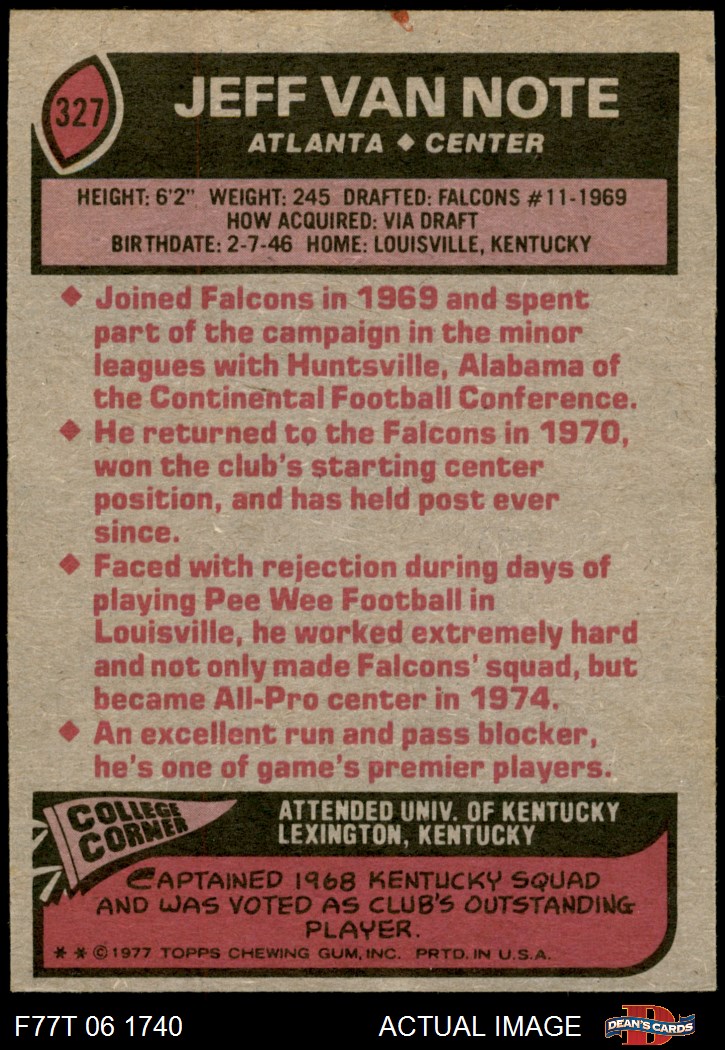 327
JEFF VAN NOTE
ATLANTA ◆ CENTER
HEIGHT: 6'2" WEIGHT: 245 DRAFTED: FALCONS #11-1969
HOW ACQUIRED: VIA DRAFT
BIRTHDATE: 2-7-46 HOME: LOUISVILLE, KENTUCKY
◆ Joined Falcons in 1969 and spent
part of the campaign in the minor
leagues with Huntsville, Alabama of
the Continental Football Conference.
◆ He returned to the Falcons in 1970,
won the club's starting center
position, and has held post ever
since.
◆ Faced with rejection during days of
playing Pee Wee Football in
Louisville, he worked extremely hard
and not only made Falcons' squad, but
became All-Pro center in 1974.
◆ An excellent run and pass blocker,
he's one of game's premier players.
COLLEGE
CORNER
ATTENDED UNIV. OF KENTUCKY
LEXINGTON, KENTUCKY
CAPTAINED 1968 KENTUCKY SQUAD
AND WAS VOTED AS CLUB'S OUTSTANDING
PLAYER.
* * © 1977 TOPPS CHEWING GUM, INC. PRTD. IN U.S.A.
F77T 06 1740
ACTUAL IMAGE
D
DEAN'S CARDS